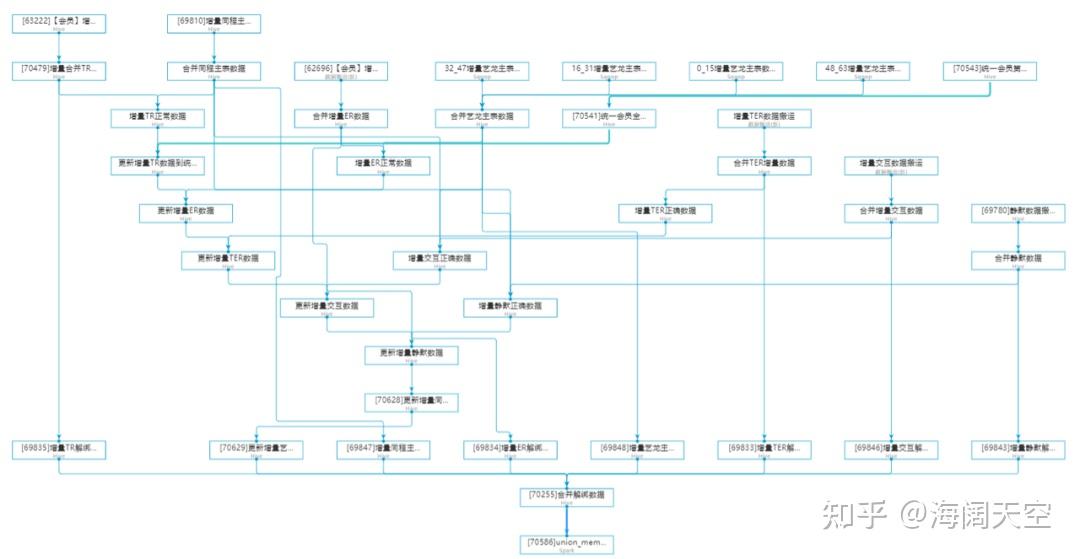 [63222]【会员】增...
Hive
[69810]增量同程主...
Hive
[70479]增量合并TR...
Hive
合并同程主表数据
Hive
[62696]【会员】增...
32_47增量艺龙主表...
Sqoop
16_31增量艺龙主表...
Sqoop
0_15增量艺龙主表数...
Sqoop
48_63增量艺龙主表...
Sqoop
[70543]统一会员第...
Hive
增量TR正常数据
Hive
合并增量ER数据
Hive
合并艺龙主表数据
Hive
[70541]统一会员全...
Hive
增量TER数据搬运
更新增量TR数据到统...
Hive
增量ER正常数据
Hive
合并TER增量数据
Hive
增量交互数据搬运
更新增量ER数据
Hive
增量TER正确数据
Hive
合并增量交互数据
Hive
[69780]静默数据搬...
Hive
更新增量TER数据
Hive
增量交互正确数据
Hive
合并静默数据
Hive
更新增量交互数据
Hive
增量静默正确数据
Hive
更新增量静默数据
Hive
[70628]更新增量同...
Hive
[69835]增量TR解绑...
Hive
[70629]更新增量艺...
Hive
[69847]增量同程主...
Hive
[69834]增量ER解绑...
Hive
[69848]增量艺龙主...
Hive
[69833]增量TER解...
Hive
[69846]增量交互解...
Hive
[69843]增量静默解...
Hive
[70255]合并解绑数据
Hive
[70586]union_mem...
Spark
知乎 @海阔天空